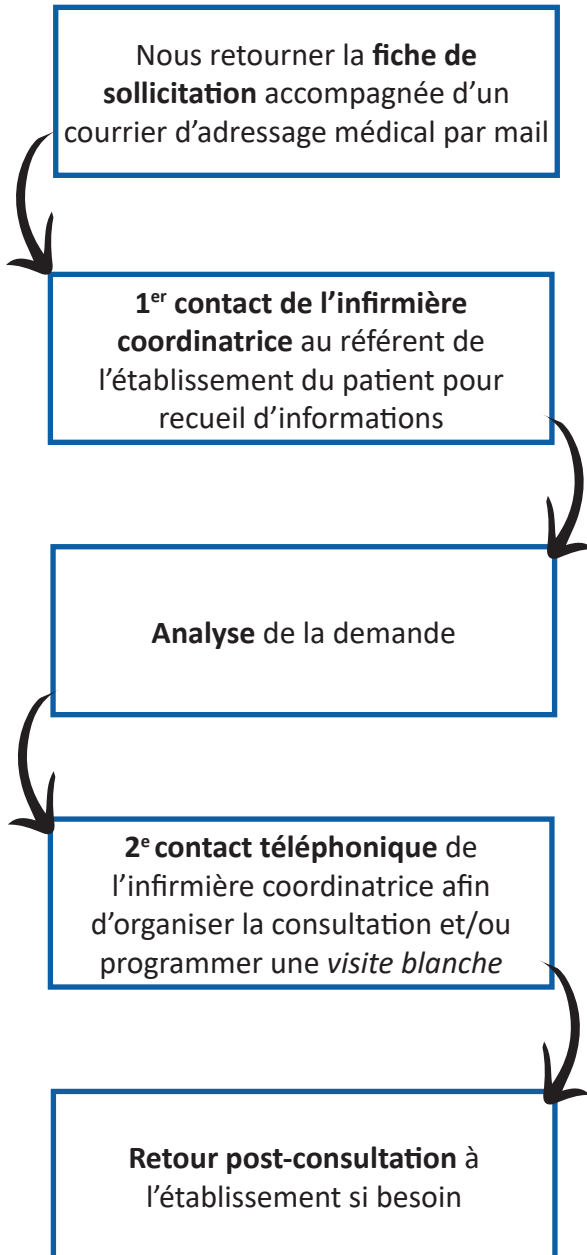 Nous retourner la fiche de
sollicitation accompagnée d’un
courrier d’adressage médical par mail
1er contact de l’infirmière
coordinatrice au référent de
l’établissement du patient pour
recueil d’informations
Analyse de la demande
2e contact téléphonique de
l’infirmière coordinatrice afin
d’organiser la consultation et/ou
programmer une visite blanche
Retour post-consultation à
l’établissement si besoin